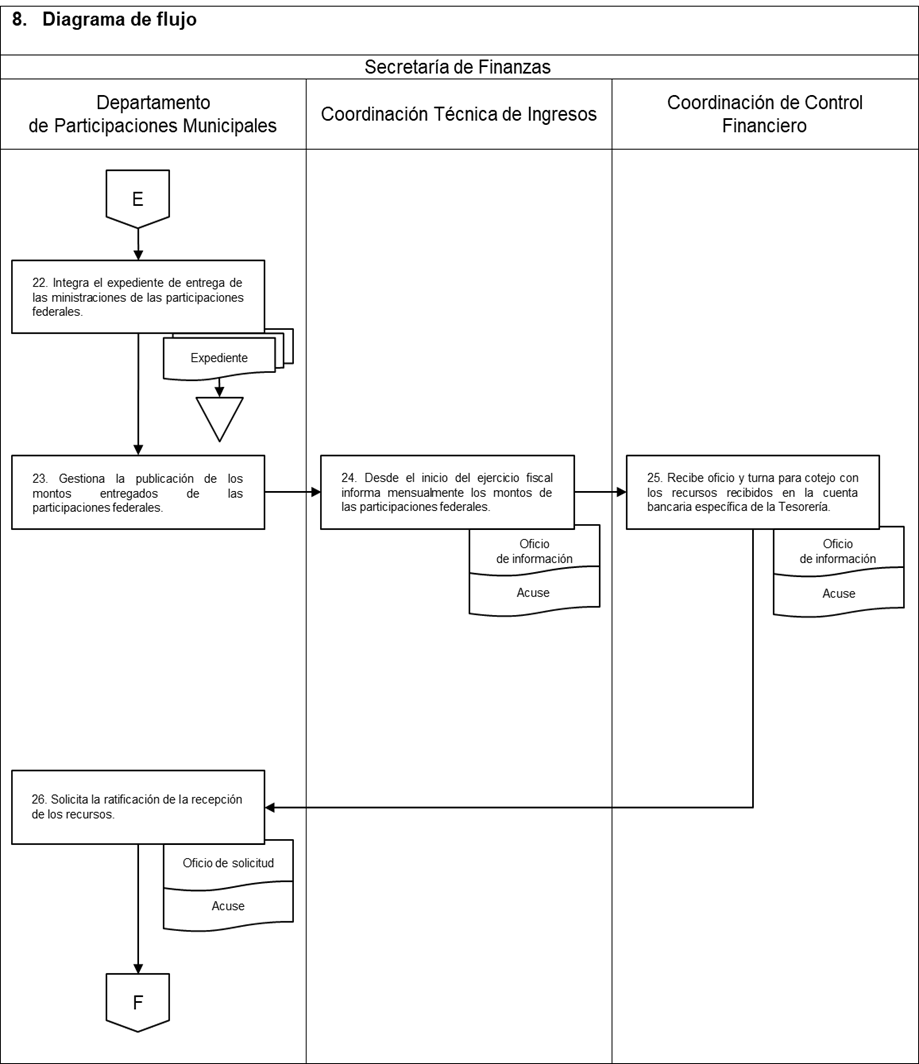 8. Diagrama de flujo
Secretaría de Finanzas
Departamento
de Participaciones Municipales
Coordinación Técnica de Ingresos
Coordinación de Control
Financiero
E
22. Integra el expediente de entrega de
las ministraciones de las participaciones
federales.
Expediente
23. Gestiona la publicación de los
montos entregados de las
participaciones federales.
24. Desde el inicio del ejercicio fiscal
informa mensualmente los montos de
las participaciones federales.
Oficio
de información
Acuse
25. Recibe oficio y turna para cotejo con
los recursos recibidos en la cuenta
bancaria específica de la Tesorería.
Oficio
de información
Acuse
26. Solicita la ratificación de la recepción
de los recursos.
Oficio de solicitud
Acuse
F